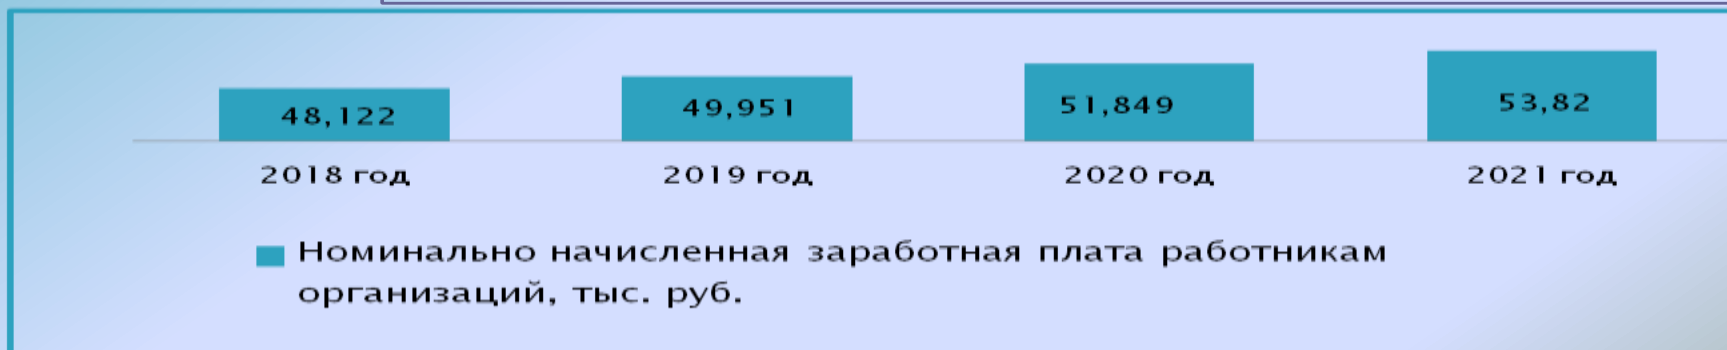 48,122
49,951
51,849
53,82
2018 год
2019 год
2020 год
2021 год
Номинально начисленная заработная плата работникам
организаций, тыс. руб.